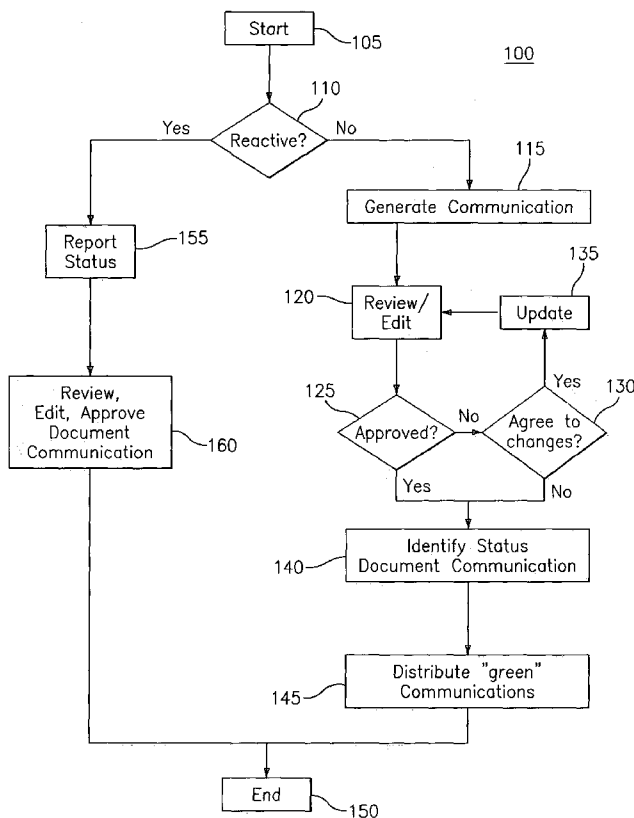 Start
105
100
110
Reactive?
Yes
No
115
Generate Communication
Report
Status
155
120
Review/
Edit
135
Update
125
Approved?
No
Yes
130
Agree to
changes?
Yes
No
Review,
Edit, Approve
Document
Communication
160
140
Identify Status
Document Communication
145
Distribute "green"
Communications
End
150